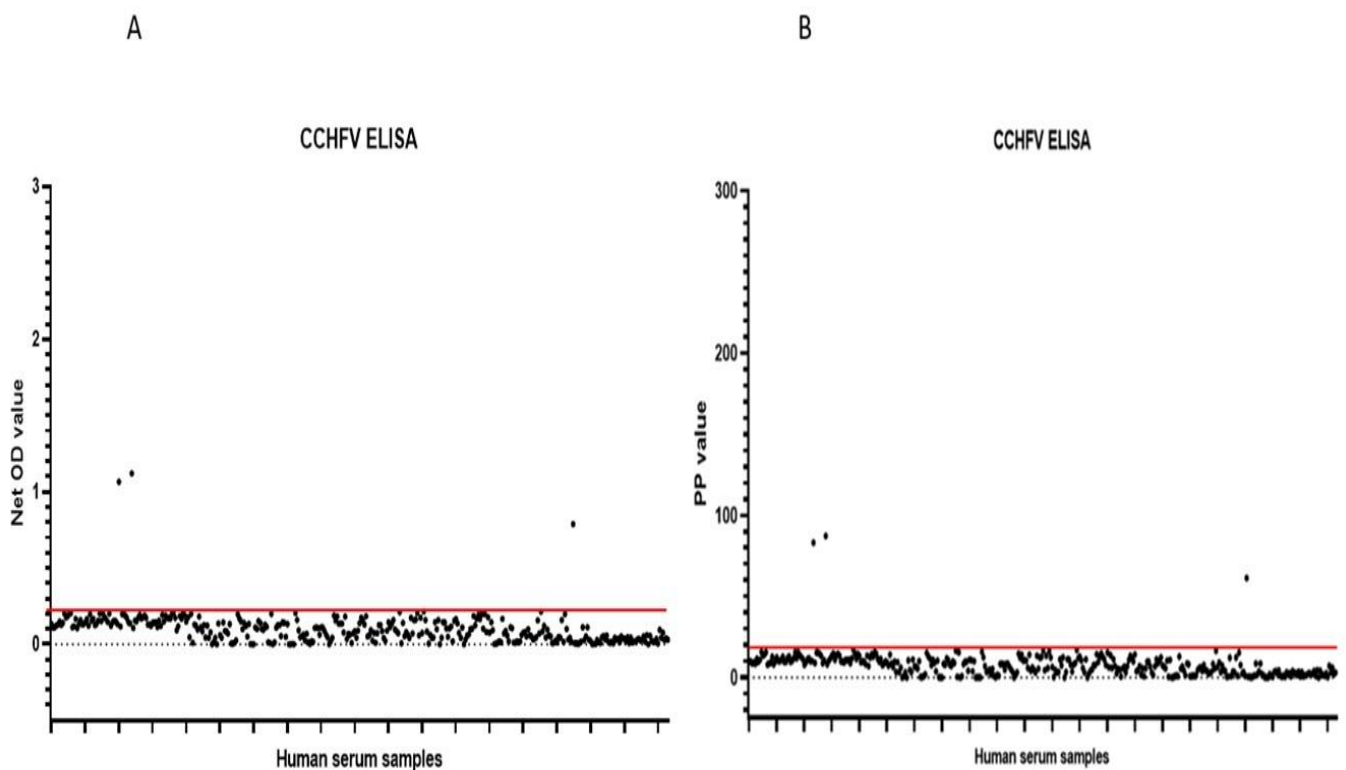 A
CCHFV ELISA
3
2
1
0
Net OD value
Human serum samples
B
CCHFV ELISA
300
200
100
0
PP value
Human serum samples